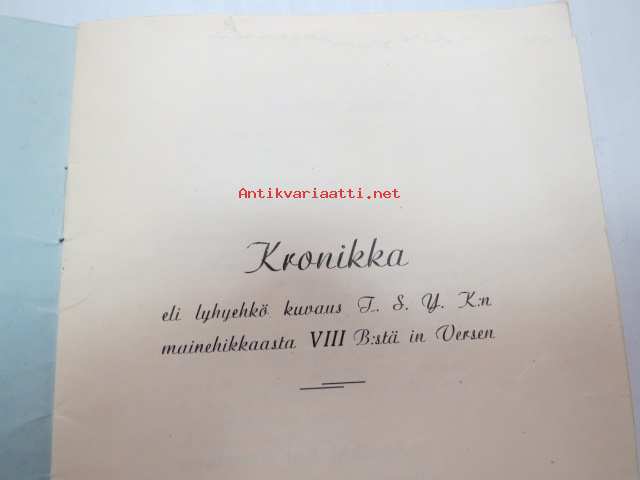 Antikvariaatti.net
Kronikka
eli lyhyehkö kuvaus T. S. Y. K:n
mainehikkaasta VIII B:stä in Versen